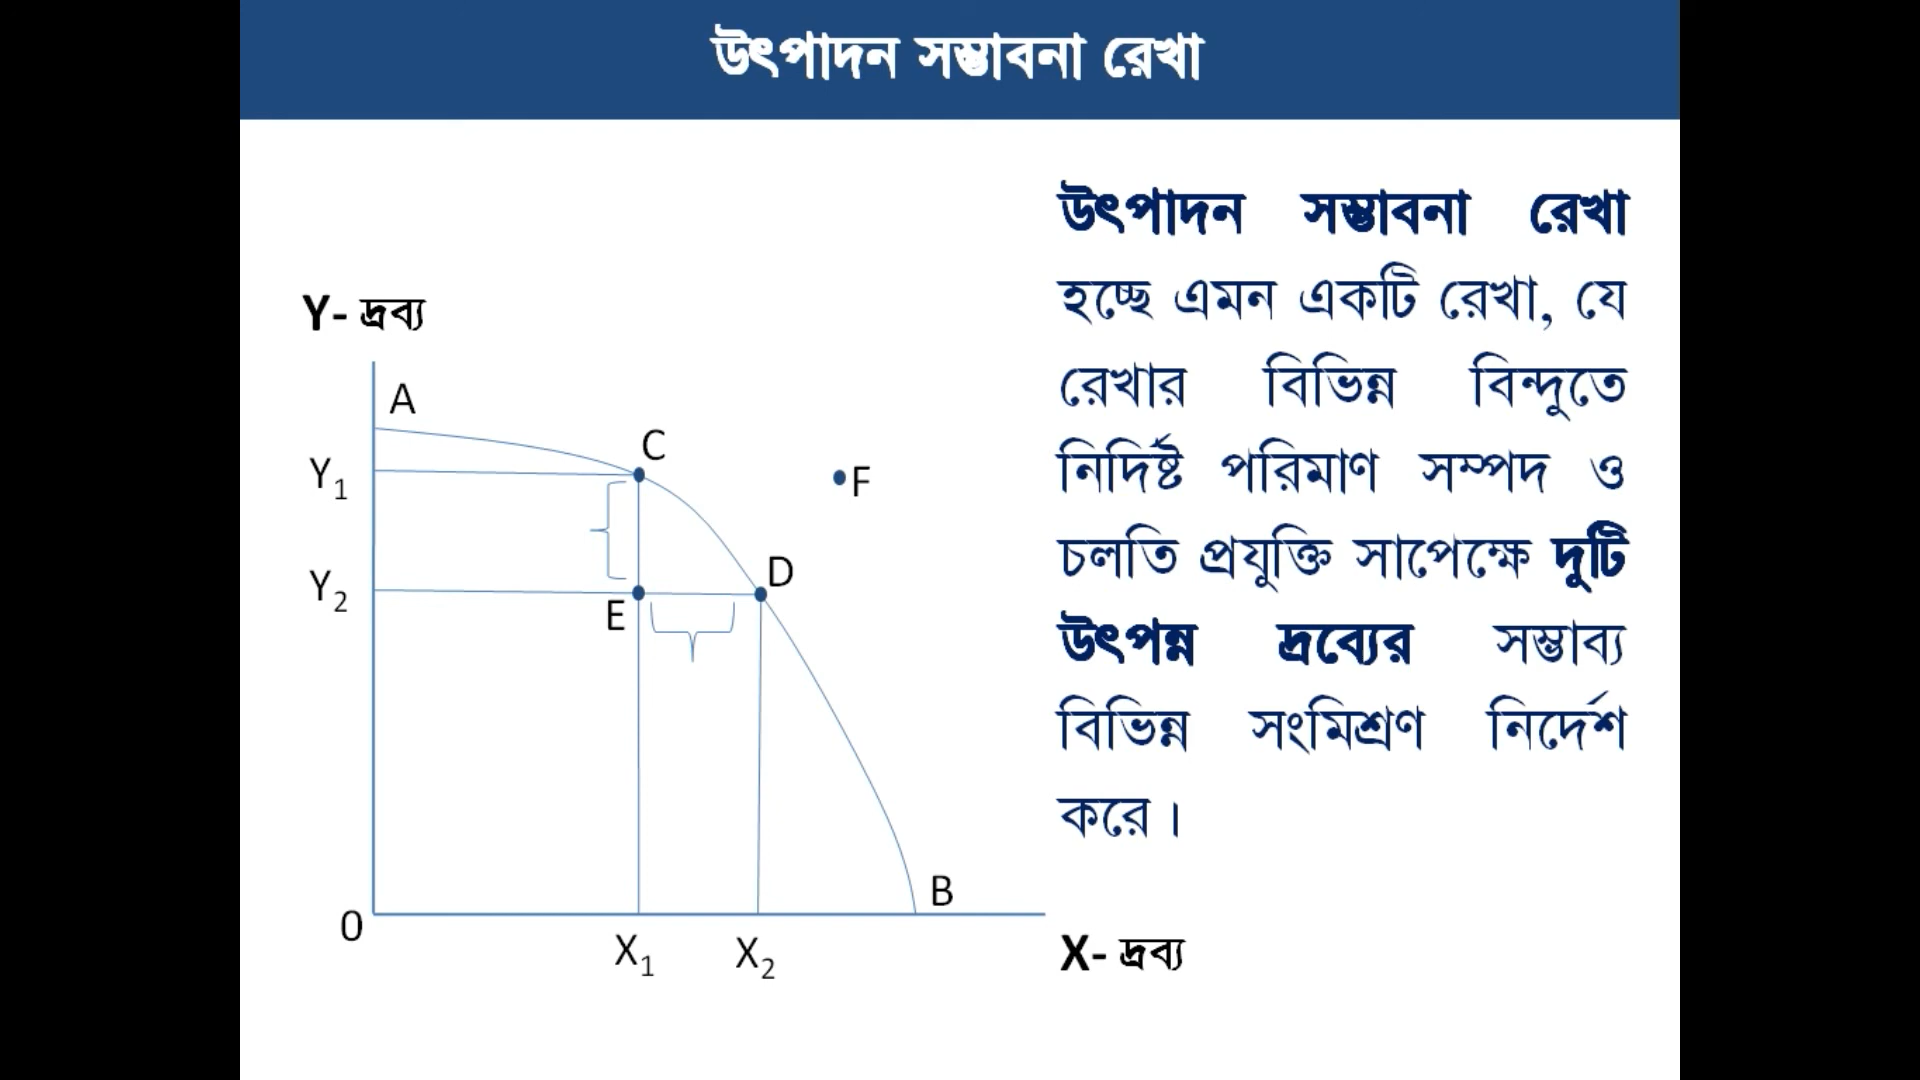 উৎপাদন সম্ভাবনা রেখা
উৎপাদন সম্ভাবনা রেখা
হচ্ছে এমন একটি রেখা, যে
রেখার বিভিন্ন বিন্দুতে
নির্দিষ্ট পরিমাণ সম্পদ ও
চলতি প্রযুক্তি সাপেক্ষে দুটি
উৎপন্ন দ্রব্যের সম্ভাব্য
বিভিন্ন সংমিশ্রণ নির্দেশ
করে।
Y- দ্রব্য
A
C
Y₁
F
D
Y₂
E
B
0
X₁
X₂
X- দ্রব্য